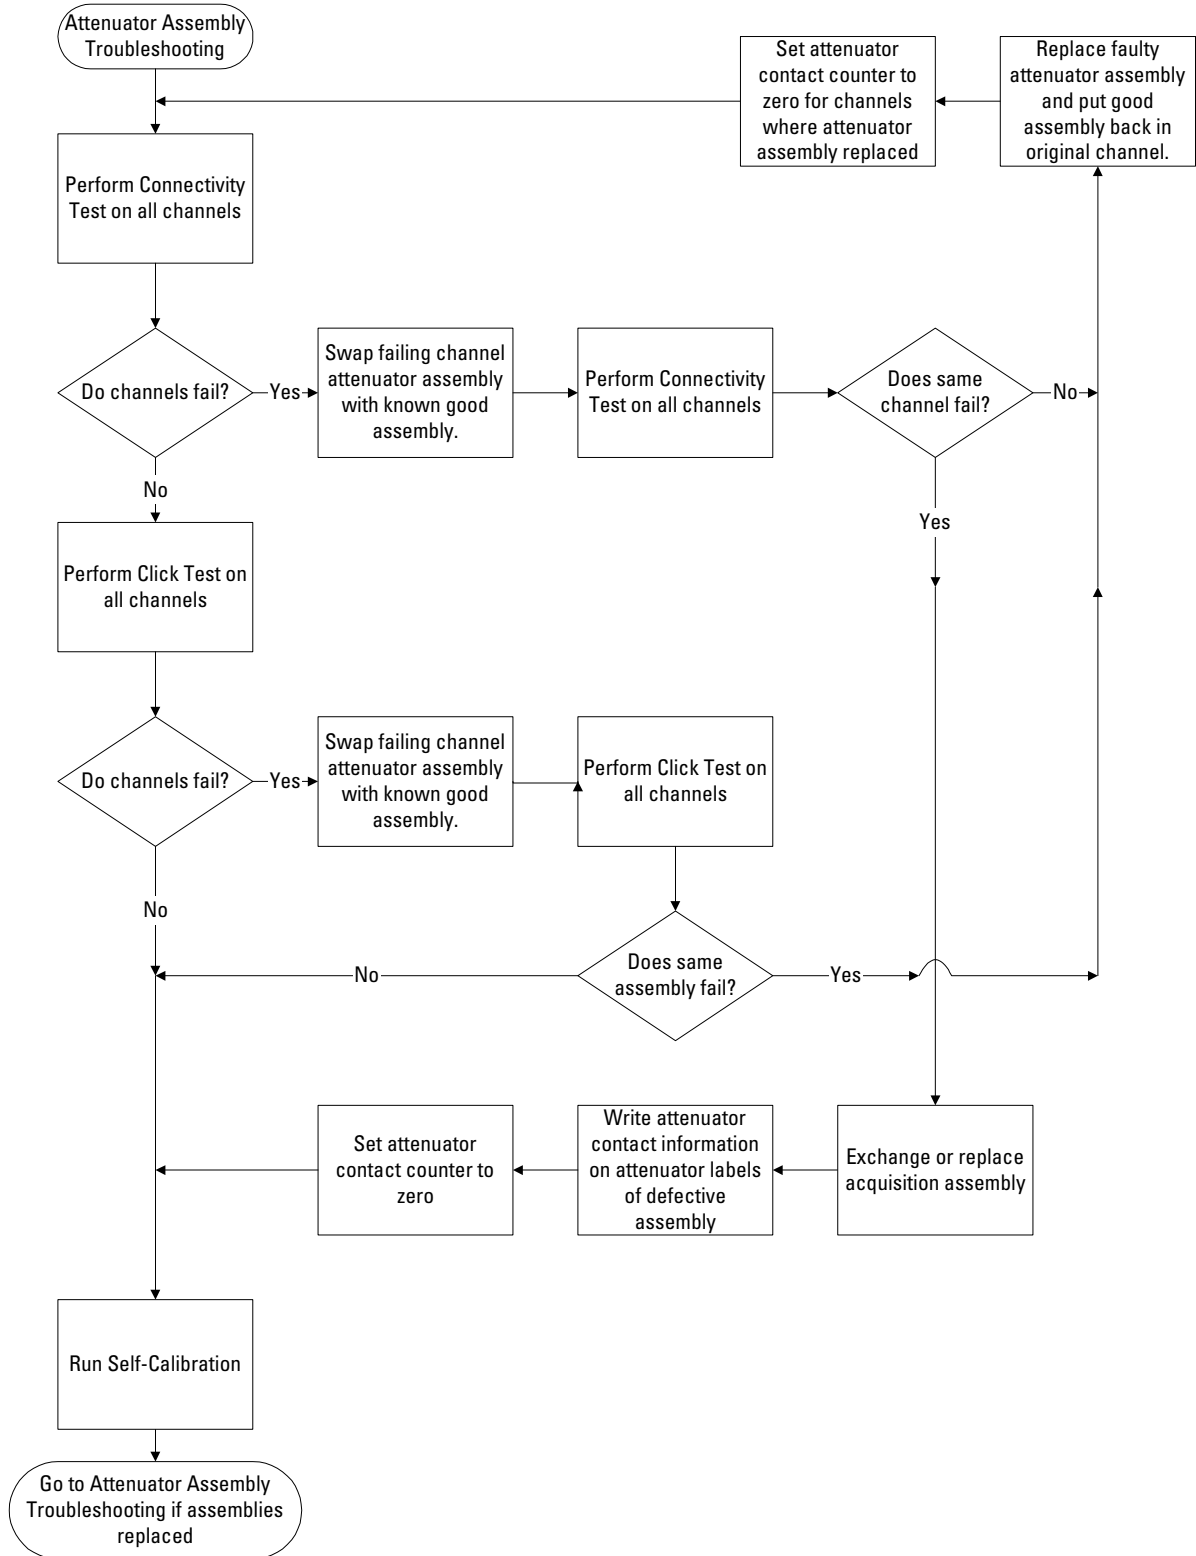 Attenuator Assembly
Troubleshooting
Set attenuator
contact counter to
zero for channels
where attenuator
assembly replaced
Replace faulty
attenuator assembly
and put good
assembly back in
original channel.
Perform Connectivity
Test on all channels
Do channels fail?
Yes
Swap failing channel
attenuator assembly
with known good
assembly.
Perform Connectivity
Test on all channels
Does same
channel fail?
No
No
Yes
Perform Click Test on
all channels
Do channels fail?
Yes
Swap failing channel
attenuator assembly
with known good
assembly.
Perform Click Test on
all channels
No
No
Does same
assembly fail?
Yes
Set attenuator
contact counter to
zero
Write attenuator
contact information
on attenuator labels
of defective
assembly
Exchange or replace
acquisition assembly
Run Self-Calibration
Go to Attenuator Assembly
Troubleshooting if assemblies
replaced